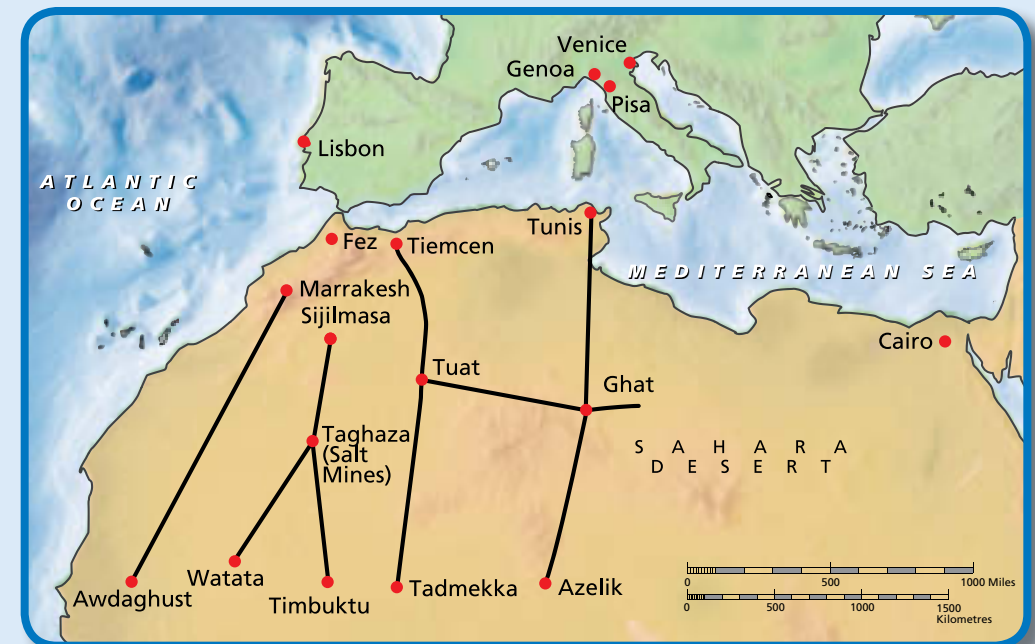 Venice
Genoa
Pisa
Lisbon
ATLANTIC
OCEAN
Tunis
Fez
Tiemcen
MEDITERRANEAN SEA
Marrakesh
Sijilmasa
Cairo
Tuat
Ghat
Taghaza
(Salt
Mines)
SAHARA
DESERT
Watata
Awdaghust
Timbuktu
Tadmekka
Azelik
0 500 1000 Miles
0 500 1000 1500
Kilometres